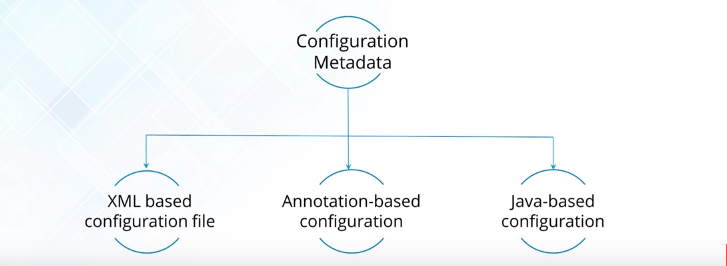 Configuration
Metadata
XML based
configuration file
Annotation-based
configuration
Java-based
configuration